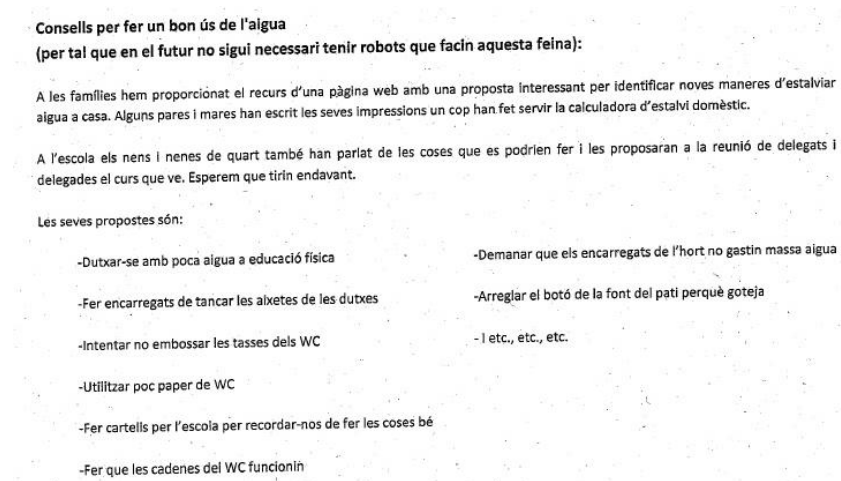 Consells per fer un bon ús de l'aigua
(per tal que en el futur no sigui necessari tenir robots que facin aquesta feina):
A les famílies hem proporcionat el recurs d'una pàgina web amb una proposta interessant per identificar noves maneres d'estalviar
aigua a casa. Alguns pares i mares han escrit les seves impressions un cop han fet servir la calculadora d'estalvi domèstic.
A l'escola els nens i nenes de quart també han parlat de les coses que es podrien fer i les proposaran a la reunió de delegats i
delegades el curs que ve. Esperem que tirin endavant.
Les seves propostes són:
-Dutxar-se amb poca aigua a educació física
-Fer encarregats de tancar les aixetes de les dutxes
-Intentar no embossar les tasses dels WC
-Utilitzar poc paper de WC
-Fer cartells per l'escola per recordar-nos de fer les coses bé
-Fer que les cadenes del WC funcionin
-Demanar que els encarregats de l'hort no gastin massa aigua
-Arreglar el botó de la font del pati perquè goteja
- I etc., etc., etc.